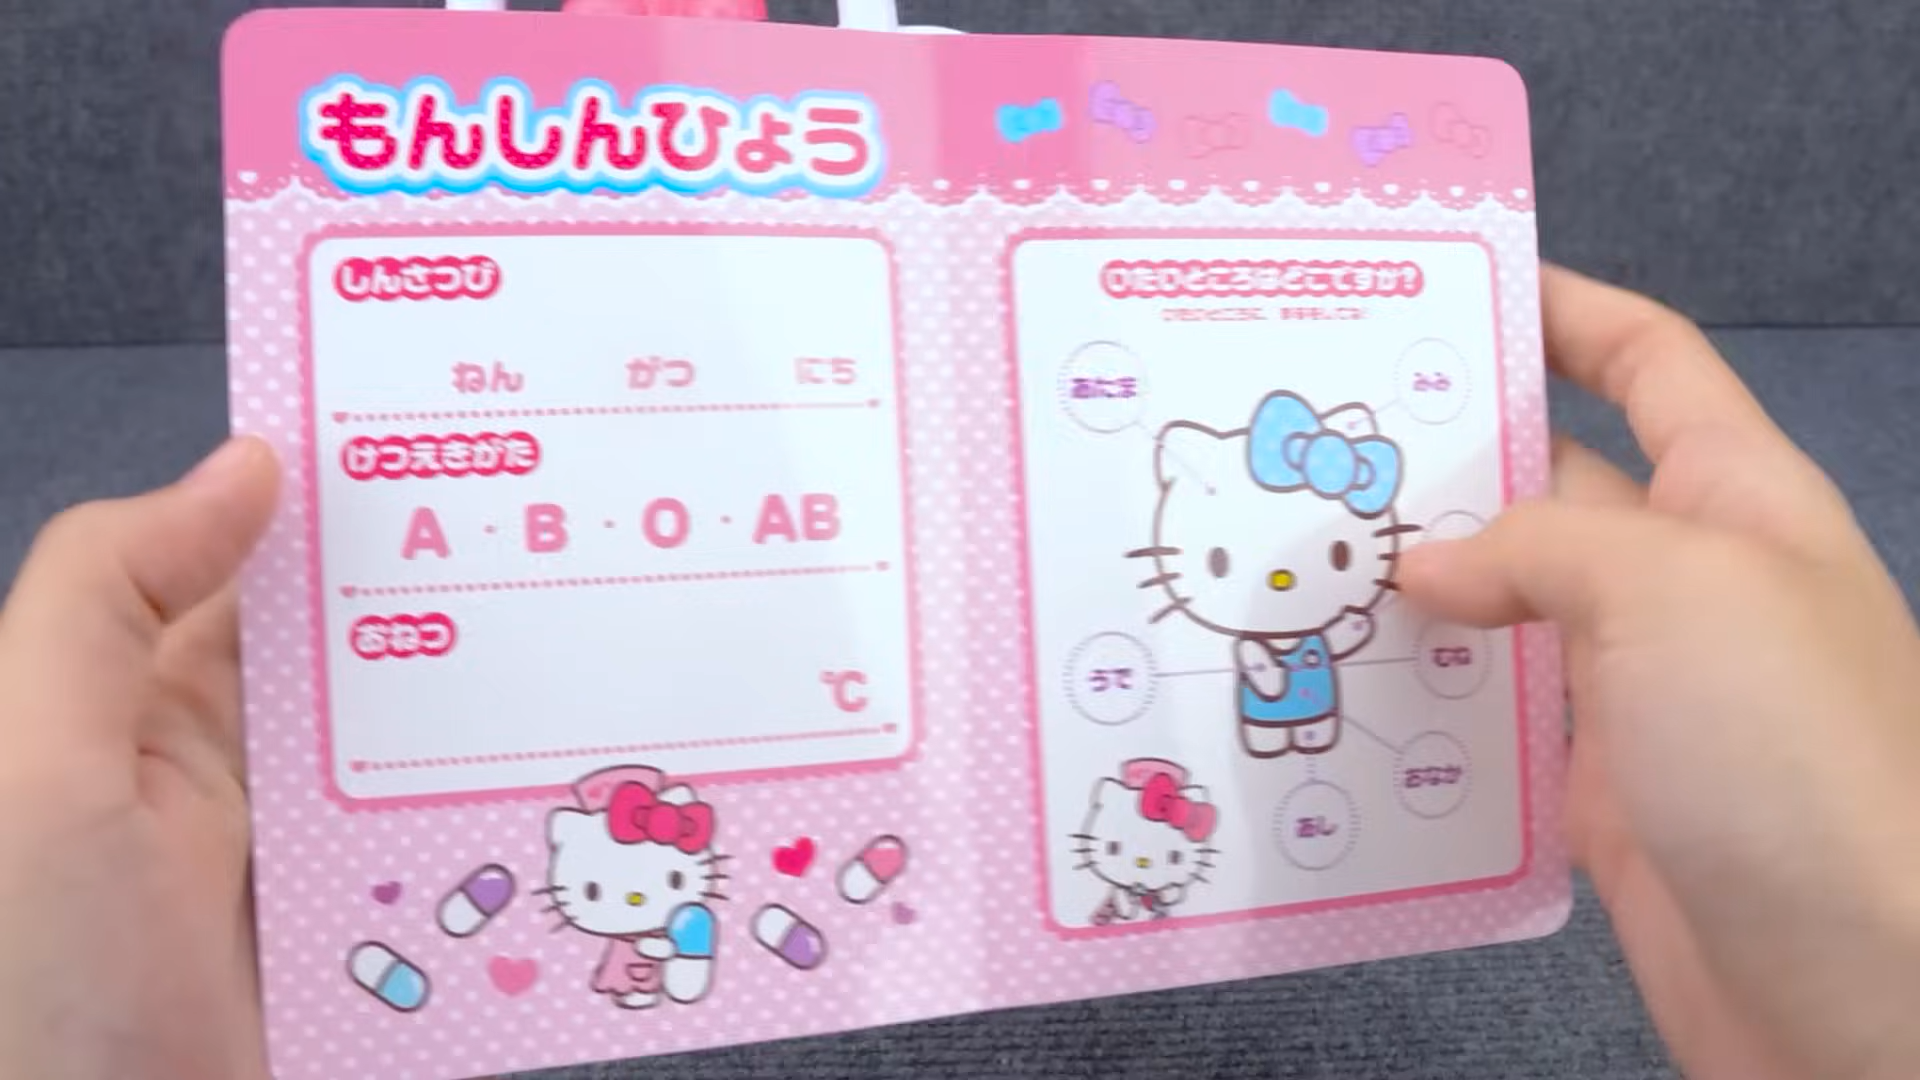 もんしんひょう
しんさつび
ねん がつ にち
けつえきがた
A・B・O・AB
おねつ
℃
いたいところはどこですか?
あたま
みみ
うで
むね
おなか
あし